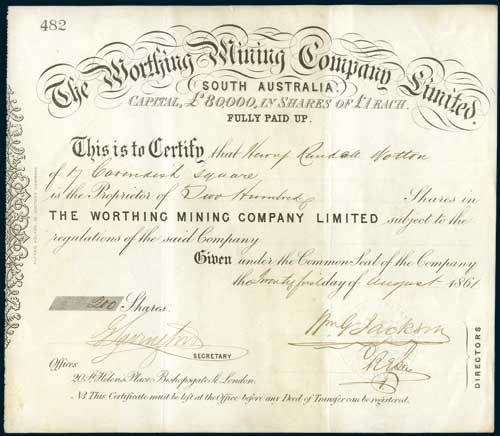 482
The Worthing Mining Company Limited.
SOUTH AUSTRALIA.
CAPITAL, £80000, IN SHARES OF £1 EACH.
FULLY PAID UP.
This is to Certify that Henry Randall Wotton
of 17 Cavendish Square
is the Proprietor of Two Hundred Shares in
THE WORTHING MINING COMPANY LIMITED subject to the
regulations of the said Company
Given under the Common Seal of the Company
the Twenty first day of August 1861
200 Shares.
Wm G Jackson
SECRETARY
DIRECTORS
Offices
20 St Helens Place Bishopsgate St London.
NB This Certificate must be left at the Office before any Deed of Transfer can be registered.